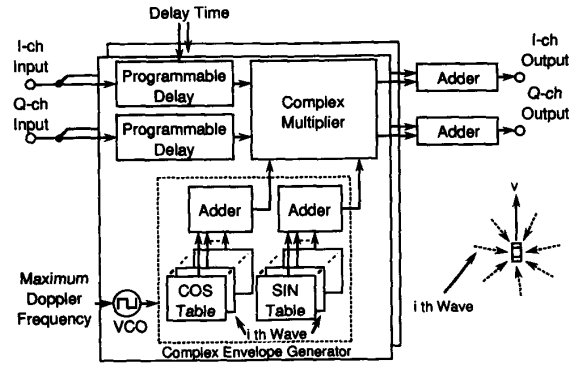 Delay Time
I-ch
Input
Q-ch
Input
Programmable
Delay
Programmable
Delay
Complex
Multiplier
Adder
Adder
I-ch
Output
Q-ch
Output
Adder
Adder
COS
Table
SIN
Table
i th Wave
Maximum
Doppler
Frequency
VCO
Complex Envelope Generator
v
i th Wave